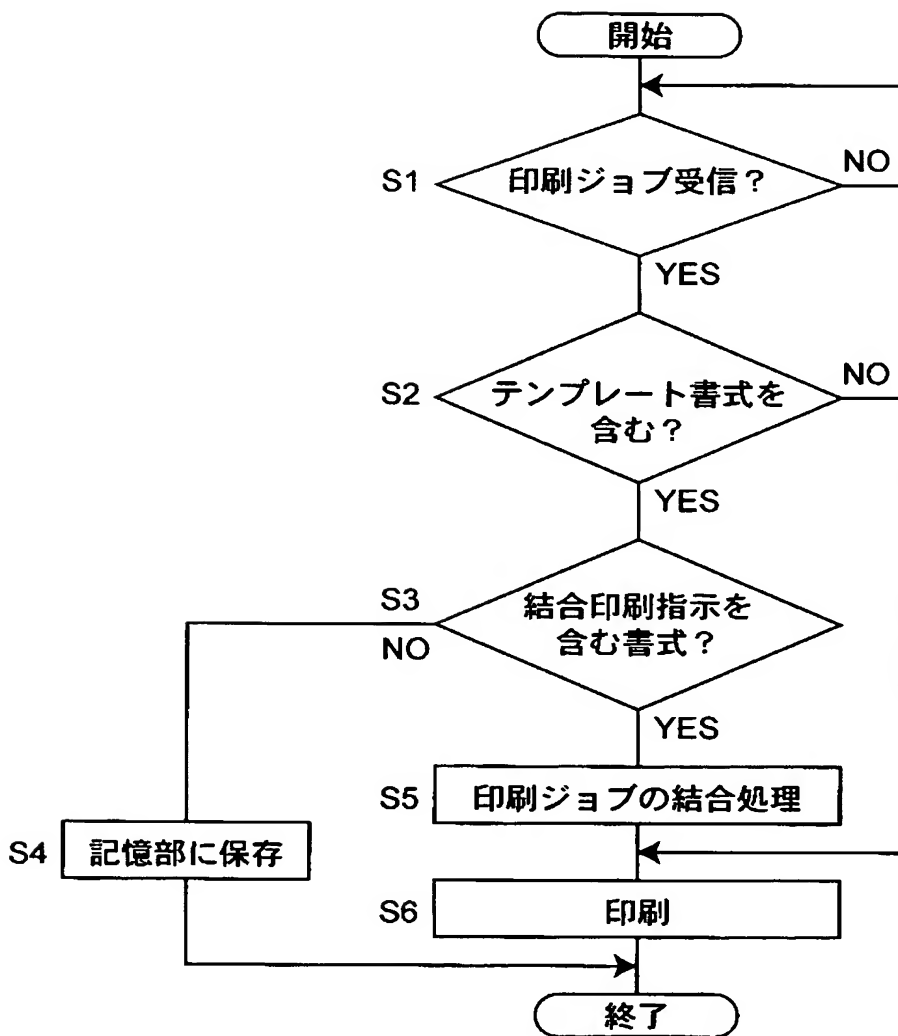 開始
S1
印刷ジョブ受信?
NO
YES
S2
テンプレート書式を
含む?
NO
YES
S3
結合印刷指示を
含む書式?
NO
YES
S5
印刷ジョブの結合処理
S4
記憶部に保存
S6
印刷
終了